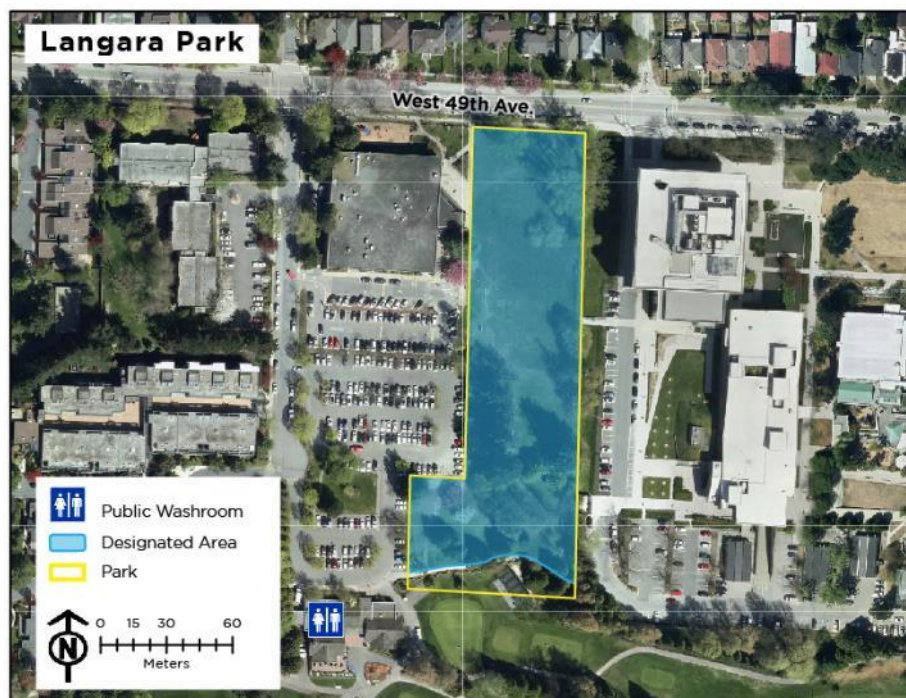 Langara Park
West 49th Ave.
Public Washroom
Designated Area
Park
0 15 30 60
Meters
N